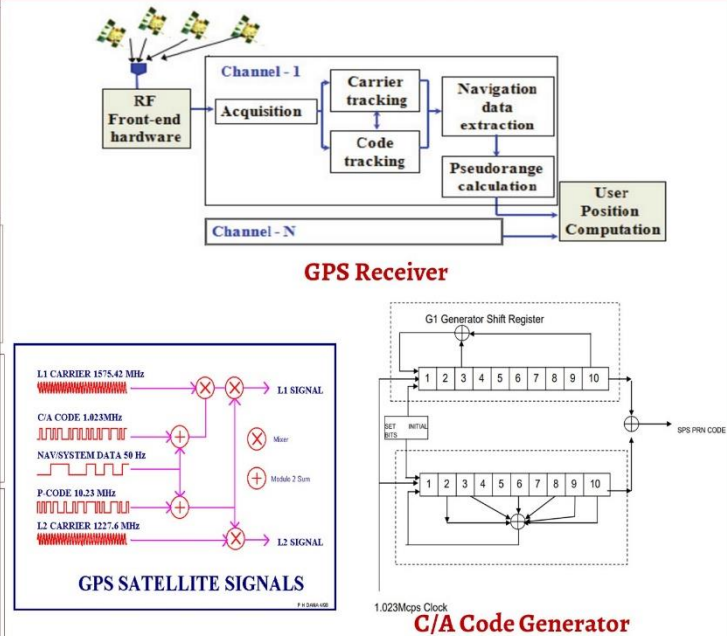 Channel - 1
RF
Front-end
hardware
Acquisition
Carrier
tracking
Code
tracking
Navigation
data
extraction
Pseudorange
calculation
User
Position
Computation
Channel - N
GPS Receiver
L1 CARRIER 1575.42 MHz
L1 SIGNAL
C/A CODE 1.023MHz
Mixer
NAV/SYSTEM DATA 50 Hz
Module 2 Sum
P-CODE 10.23 MHz
L2 CARRIER 1227.6 MHz
L2 SIGNAL
GPS SATELLITE SIGNALS
P H DANA 4/98
G1 Generator Shift Register
1 2 3 4 5 6 7 8 9 10
SET INITIAL
BITS
SPS PRN CODE
1 2 3 4 5 6 7 8 9 10
1.023Mcps Clock
C/A Code Generator